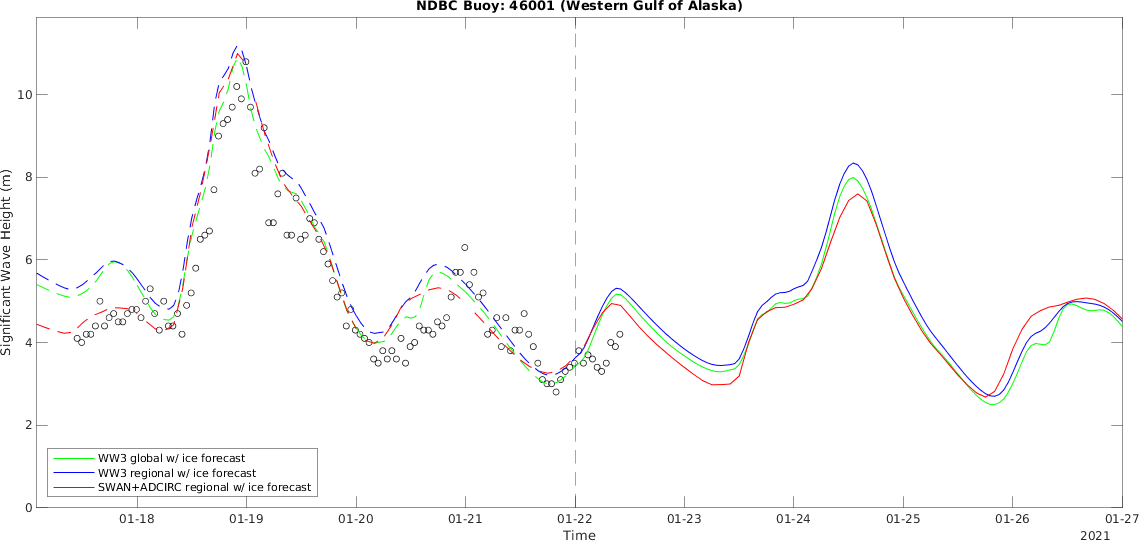 NDBC Buoy: 46001 (Western Gulf of Alaska)
Significant Wave Height (m)
10
8
6
4
2
0
WW3 global w/ ice forecast
WW3 regional w/ ice forecast
SWAN+ADCIRC regional w/ ice forecast
01-18 01-19 01-20 01-21 01-22 01-23 01-24 01-25 01-26 01-27
Time
2021